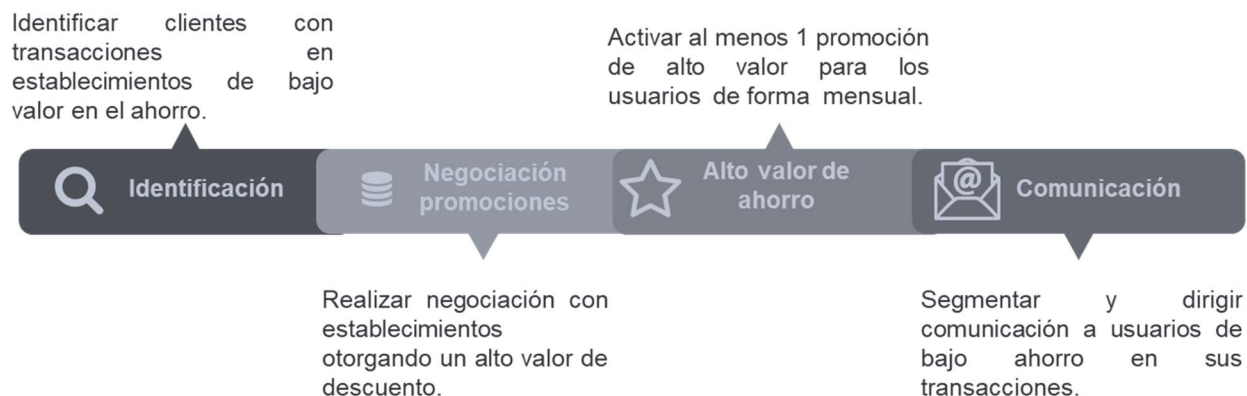 Identificar clientes con
transacciones en
establecimientos de bajo
valor en el ahorro.
Activar al menos 1 promoción
de alto valor para los
usuarios de forma mensual.
Identificación
Negociación
promociones
Alto valor de
ahorro
@
Comunicación
Realizar negociación con
establecimientos
otorgando un alto valor de
descuento.
Segmentar y dirigir
comunicación a usuarios de
bajo ahorro en sus
transacciones.